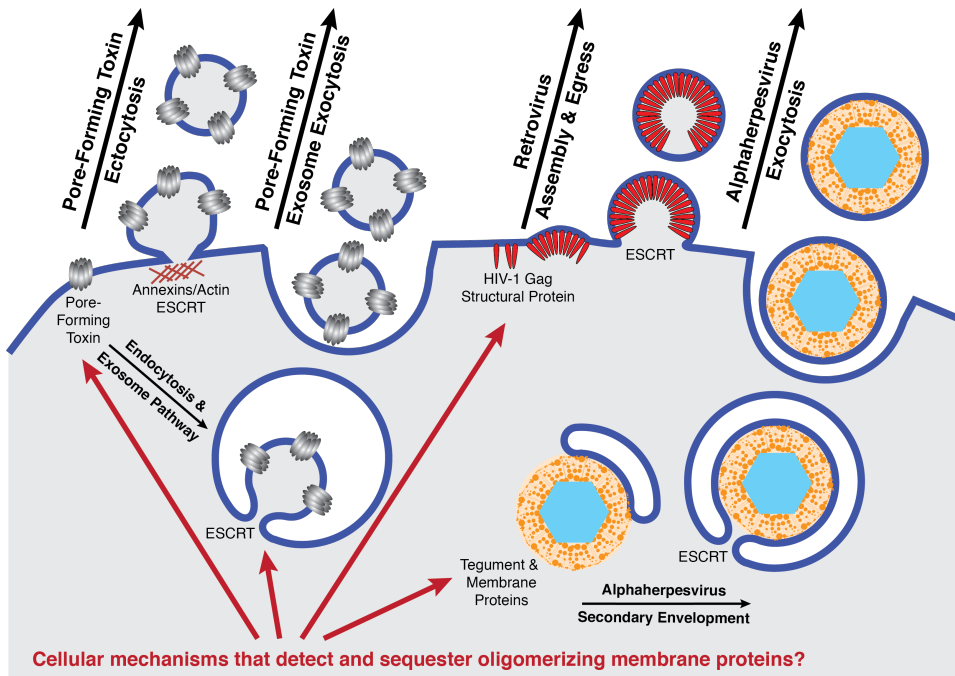 Pore-Forming Toxin
Ectocytosis
Pore-Forming Toxin
Exosome Exocytosis
Retrovirus
Assembly & Egress
Alphaherpesvirus
Exocytosis
Pore-
Forming
Toxin
Annexins/Actin
ESCRT
HIV-1 Gag
Structural Protein
ESCRT
Endocytosis &
Exosome Pathway
ESCRT
Tegument &
Membrane
Proteins
ESCRT
Alphaherpesvirus
Secondary Envelopment
Cellular mechanisms that detect and sequester oligomerizing membrane proteins?